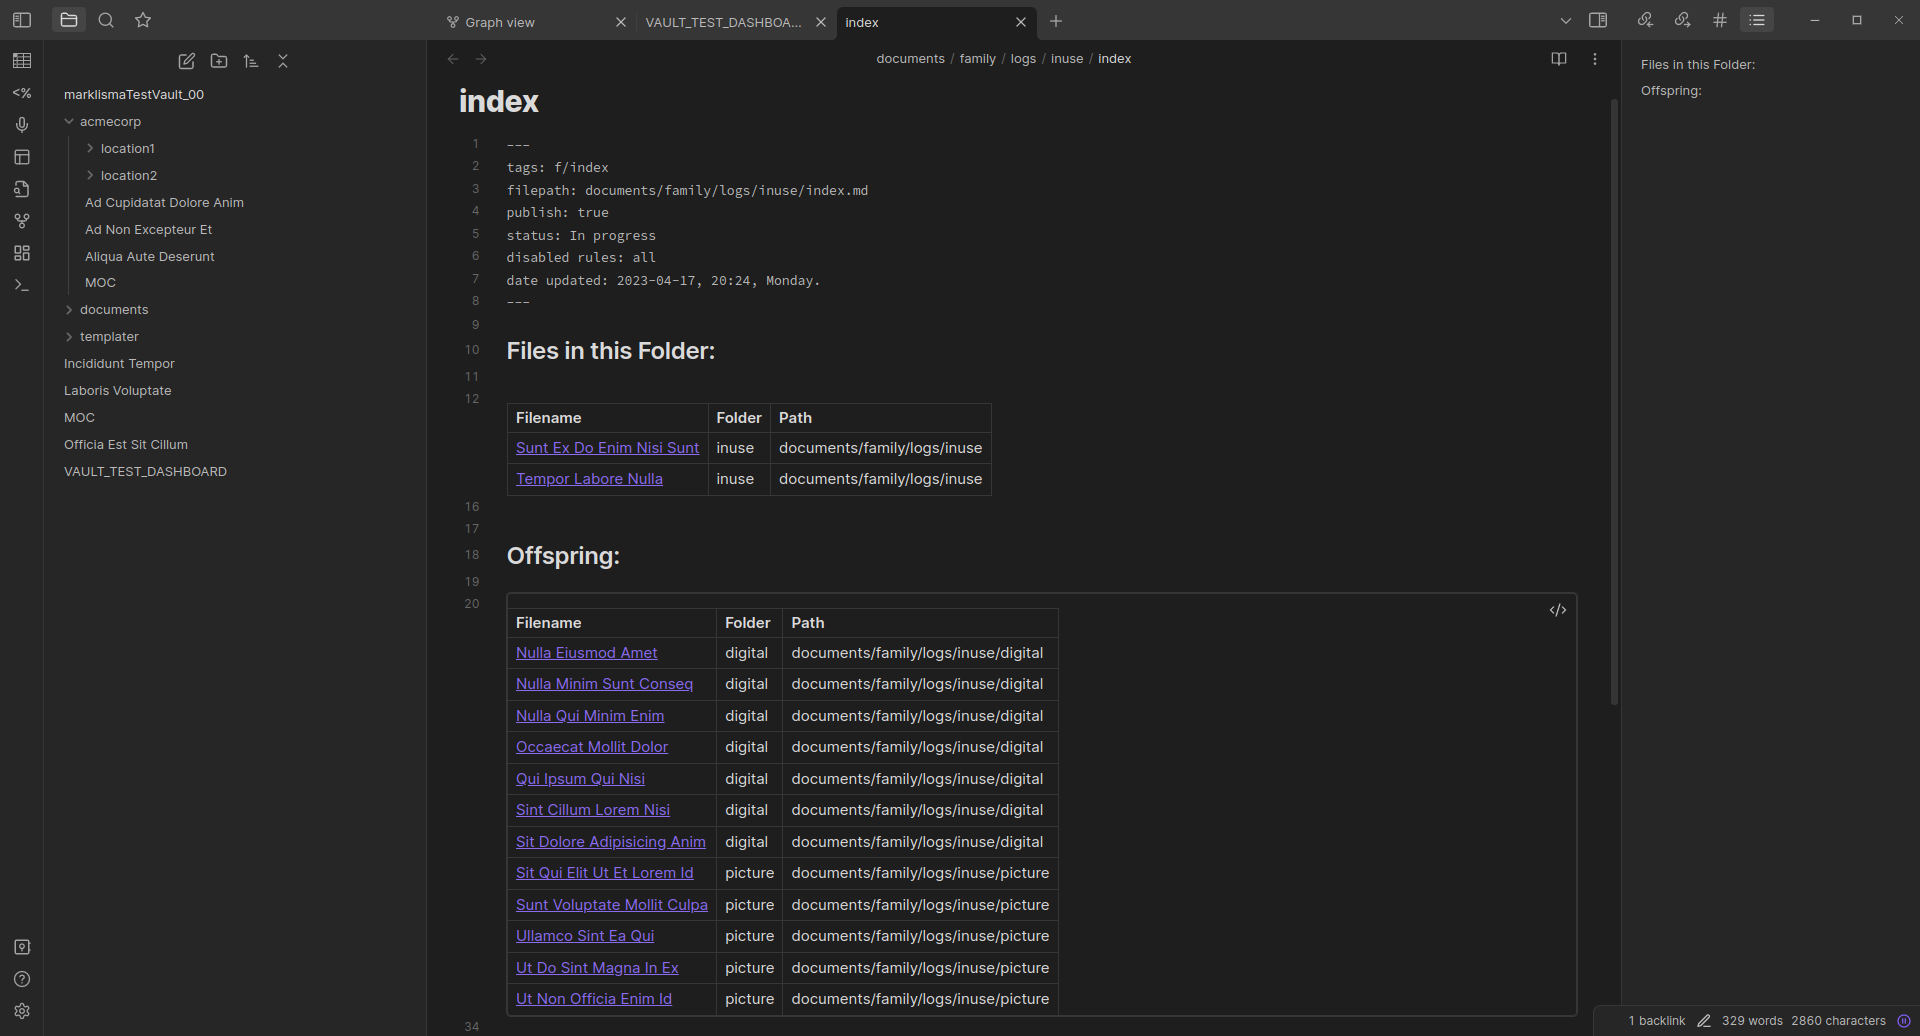 Graph view
VAULT_TEST_DASHBOA...
index
marklismaTestVault_00
acmecorp
location1
location2
Ad Cupidatat Dolore Anim
Ad Non Excepteur Et
Aliqua Aute Deserunt
MOC
documents
templater
Incididunt Tempor
Laboris Voluptate
MOC
Officia Est Sit Cillum
VAULT_TEST_DASHBOARD
documents / family / logs / inuse / index
index
1 ---
2 tags: f/index
3 filepath: documents/family/logs/inuse/index.md
4 publish: true
5 status: In progress
6 disabled rules: all
7 date updated: 2023-04-17, 20:24, Monday.
8 ---
9
10 Files in this Folder:
11
12
Filename Folder Path
Sunt Ex Do Enim Nisi Sunt inuse documents/family/logs/inuse
Tempor Labore Nulla inuse documents/family/logs/inuse
16
17
18 Offspring:
19
20
Filename Folder Path
Nulla Eiusmod Amet digital documents/family/logs/inuse/digital
Nulla Minim Sunt Conseq digital documents/family/logs/inuse/digital
Nulla Qui Minim Enim digital documents/family/logs/inuse/digital
Occaecat Mollit Dolor digital documents/family/logs/inuse/digital
Qui Ipsum Qui Nisi digital documents/family/logs/inuse/digital
Sint Cillum Lorem Nisi digital documents/family/logs/inuse/digital
Sit Dolore Adipisicing Anim digital documents/family/logs/inuse/digital
Sit Qui Elit Ut Et Lorem Id picture documents/family/logs/inuse/picture
Sunt Voluptate Mollit Culpa picture documents/family/logs/inuse/picture
Ullamco Sint Ea Qui picture documents/family/logs/inuse/picture
Ut Do Sint Magna In Ex picture documents/family/logs/inuse/picture
Ut Non Officia Enim Id picture documents/family/logs/inuse/picture
34
Files in this Folder:
Offspring:
1 backlink 329 words 2860 characters